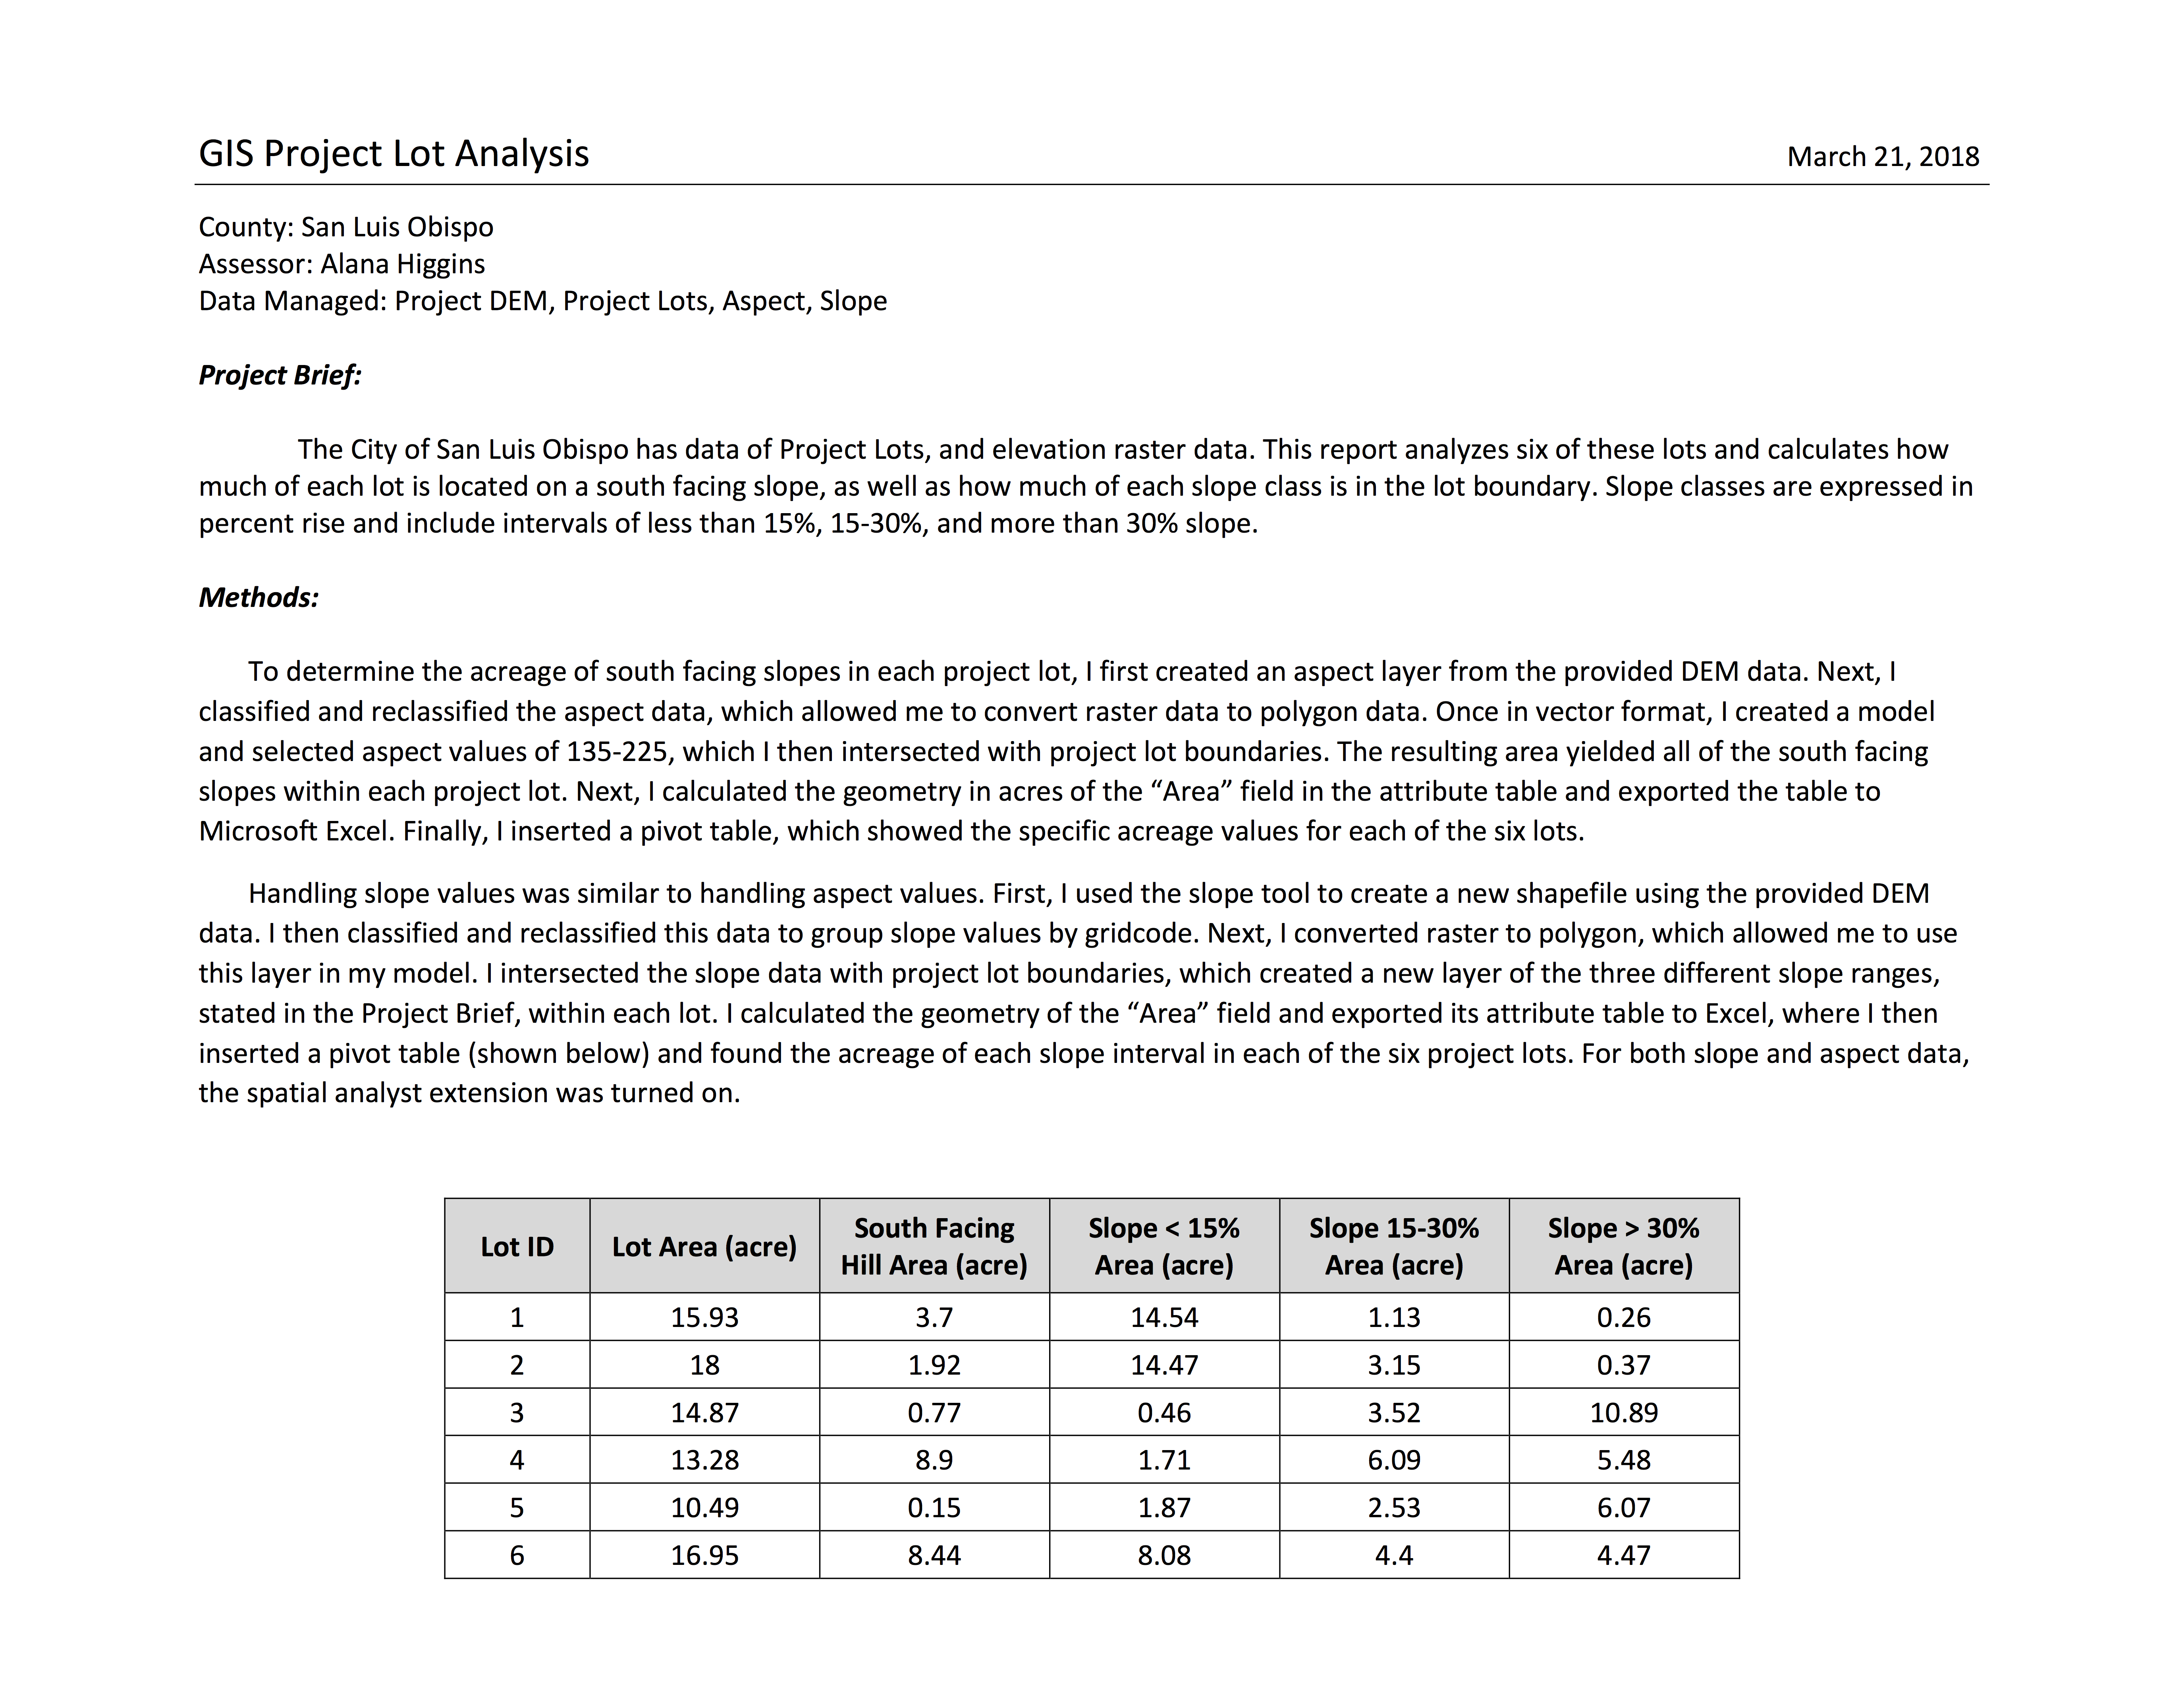 GIS Project Lot Analysis March 21, 2018
County: San Luis Obispo
Assessor: Alana Higgins
Data Managed: Project DEM, Project Lots, Aspect, Slope
Project Brief:
The City of San Luis Obispo has data of Project Lots, and elevation raster data. This report analyzes six of these lots and calculates how
much of each lot is located on a south facing slope, as well as how much of each slope class is in the lot boundary. Slope classes are expressed in
percent rise and include intervals of less than 15%, 15-30%, and more than 30% slope.
Methods:
To determine the acreage of south facing slopes in each project lot, I first created an aspect layer from the provided DEM data. Next, I
classified and reclassified the aspect data, which allowed me to convert raster data to polygon data. Once in vector format, I created a model
and selected aspect values of 135-225, which I then intersected with project lot boundaries. The resulting area yielded all of the south facing
slopes within each project lot. Next, I calculated the geometry in acres of the “Area” field in the attribute table and exported the table to
Microsoft Excel. Finally, I inserted a pivot table, which showed the specific acreage values for each of the six lots.
Handling slope values was similar to handling aspect values. First, I used the slope tool to create a new shapefile using the provided DEM
data. I then classified and reclassified this data to group slope values by gridcode. Next, I converted raster to polygon, which allowed me to use
this layer in my model. I intersected the slope data with project lot boundaries, which created a new layer of the three different slope ranges,
stated in the Project Brief, within each lot. I calculated the geometry of the “Area” field and exported its attribute table to Excel, where I then
inserted a pivot table (shown below) and found the acreage of each slope interval in each of the six project lots. For both slope and aspect data,
the spatial analyst extension was turned on.
Lot ID Lot Area (acre) South Facing Hill Area (acre) Slope < 15% Area (acre) Slope 15-30% Area (acre) Slope > 30% Area (acre)
1 15.93 3.7 14.54 1.13 0.26
2 18 1.92 14.47 3.15 0.37
3 14.87 0.77 0.46 3.52 10.89
4 13.28 8.9 1.71 6.09 5.48
5 10.49 0.15 1.87 2.53 6.07
6 16.95 8.44 8.08 4.4 4.47